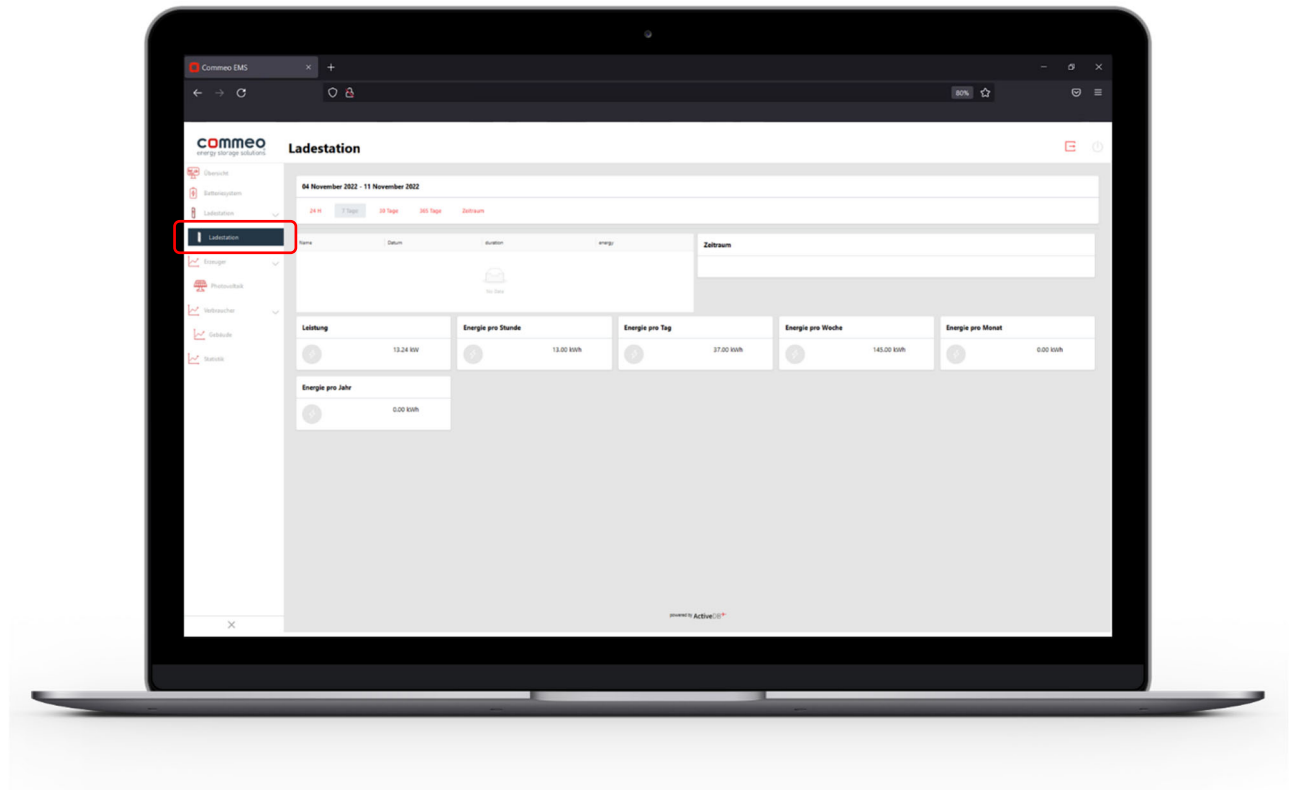 Commeo EMS
80%
commeo
energy storage solutions
Ladestation
Übersicht
Batteriesystem
Ladestation
Ladestation
Erzeuger
Photovoltaik
Verbraucher
Gebäude
Statistik
04 November 2022 - 11 November 2022
24 H 7 Tage 30 Tage 365 Tage Zeitraum
Name Datum duration energy
No Data
Zeitraum
Leistung
13.24 kW
Energie pro Stunde
13.00 kWh
Energie pro Tag
37.00 kWh
Energie pro Woche
145.00 kWh
Energie pro Monat
0.00 kWh
Energie pro Jahr
0.00 kWh
powered by Active